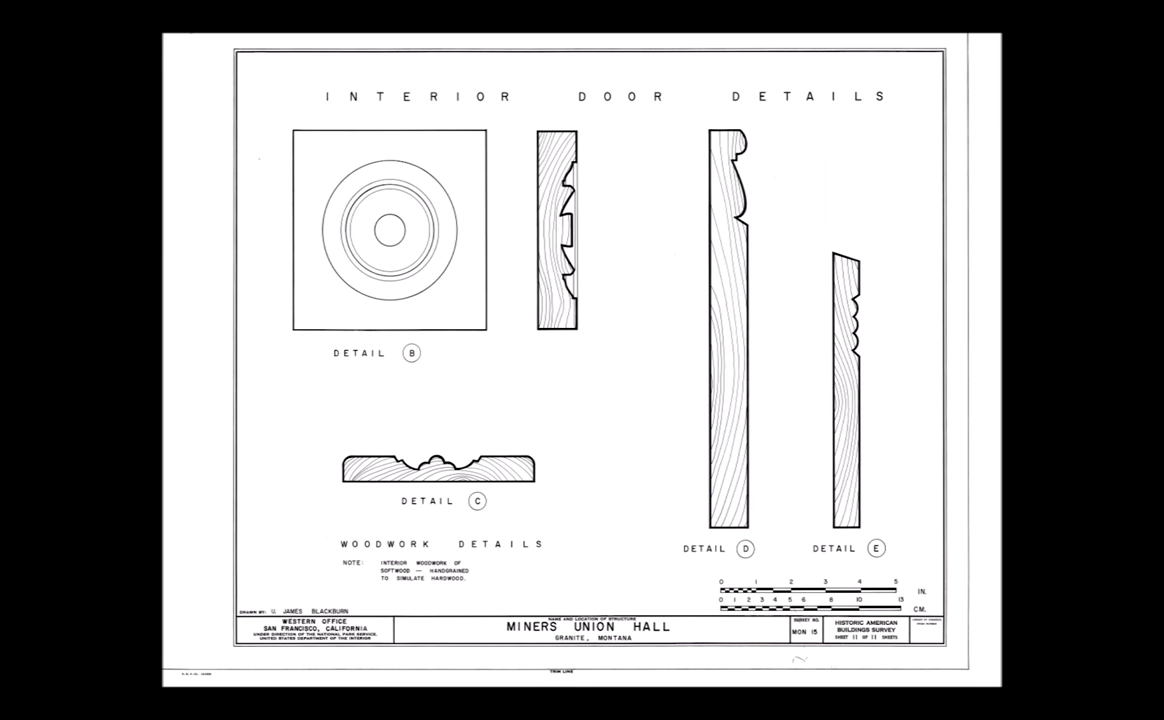 INTERIOR DOOR DETAILS
DETAIL B
DETAIL C
WOODWORK DETAILS
NOTE: INTERIOR WOODWORK OF
SOFTWOOD — HANDGRAINED
TO SIMULATE HARDWOOD.
DETAIL D
DETAIL E
0 1 2 3 4 5 IN.
0 1 2 3 4 5 6 8 10 13 CM.
DRAWN BY: U. JAMES BLACKBURN
WESTERN OFFICE
SAN FRANCISCO, CALIFORNIA
UNDER DIRECTION OF THE NATIONAL PARK SERVICE,
UNITED STATES DEPARTMENT OF THE INTERIOR
NAME AND LOCATION OF STRUCTURE
MINERS UNION HALL
GRANITE, MONTANA
SURVEY NO.
MON 15
HISTORIC AMERICAN
BUILDINGS SURVEY
SHEET 11 OF 11 SHEETS
TRIM LINE